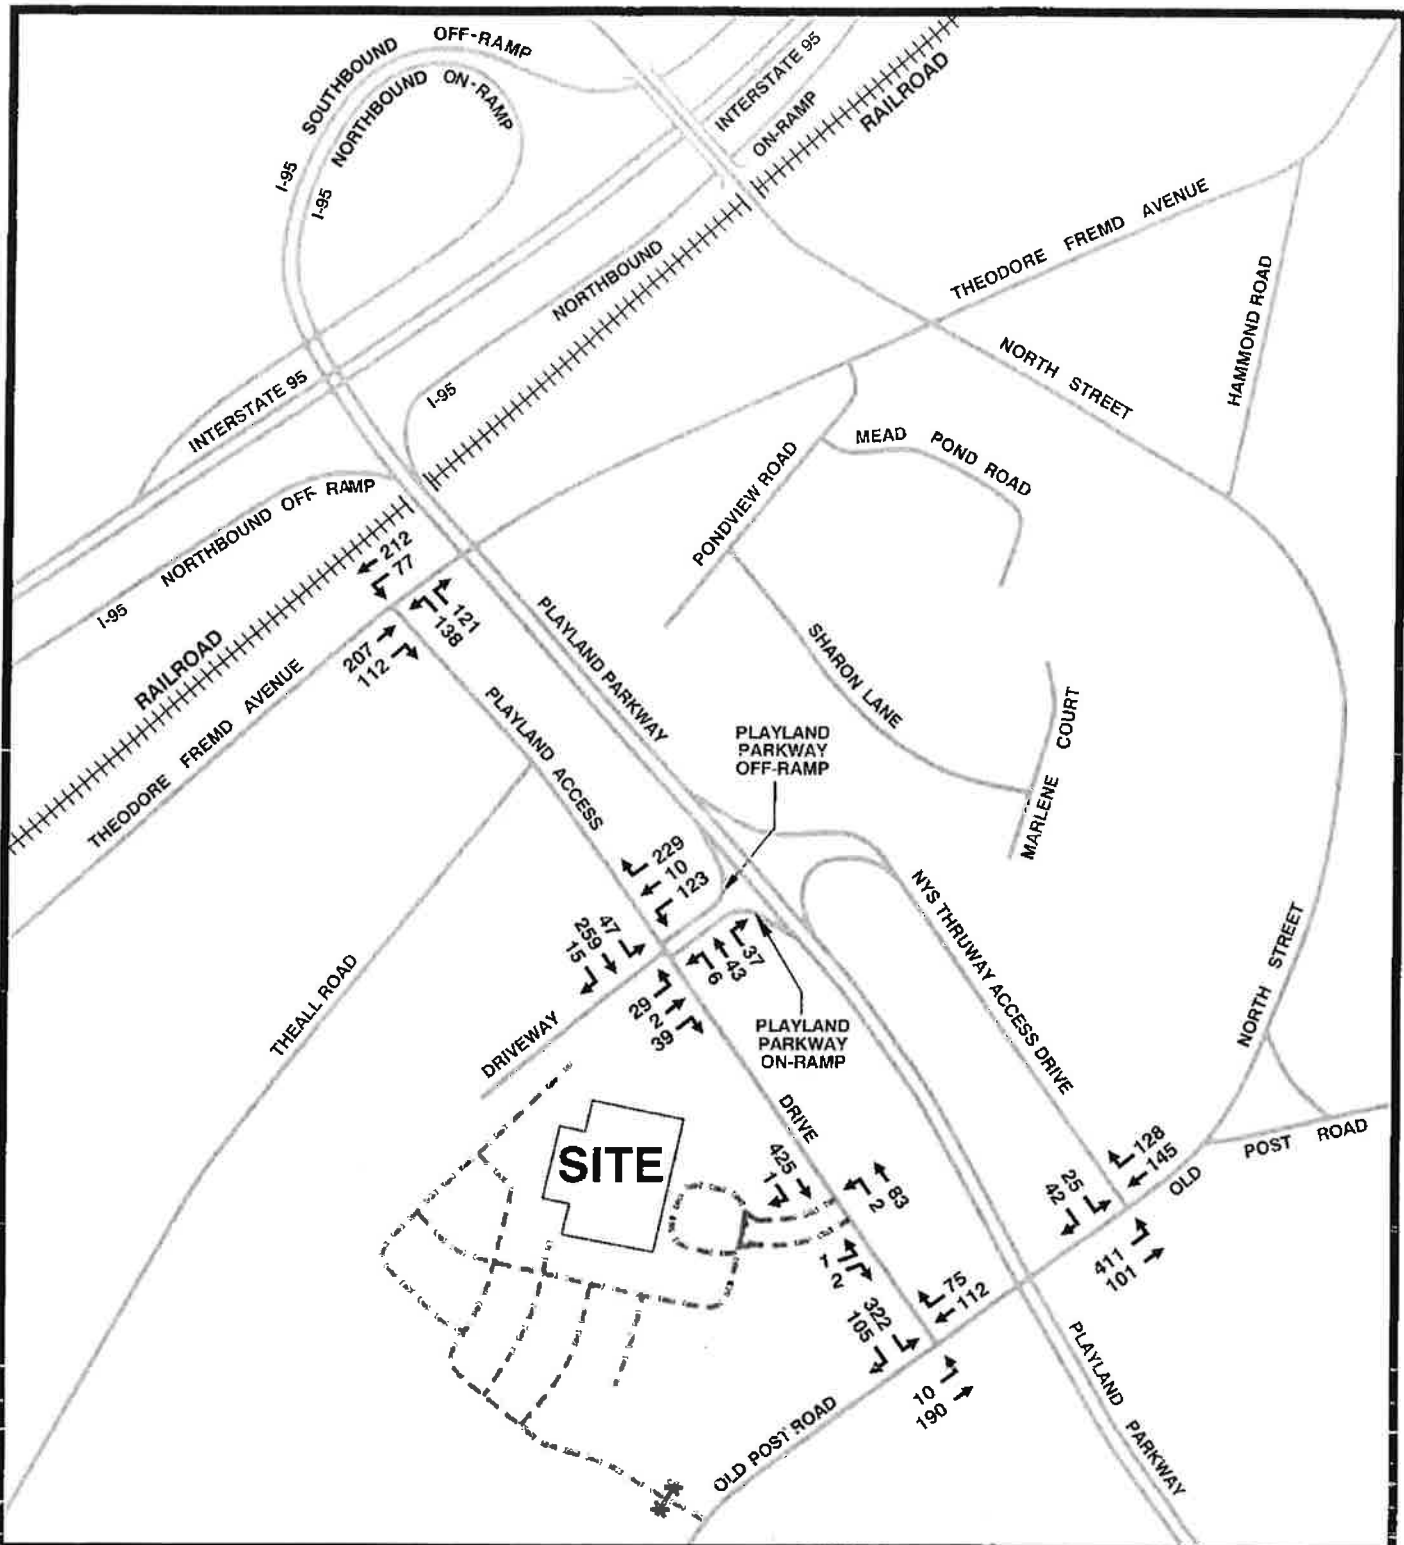 OFF-RAMP
SOUTHBOUND
I-95
NORTHBOUND ON-RAMP
I-95
INTERSTATE 95
ON-RAMP
RAILROAD
THEODORE FREMD AVENUE
HAMMOND ROAD
NORTHBOUND
I-95
NORTH STREET
INTERSTATE 95
MEAD POND ROAD
PONDVIEW ROAD
I-95 NORTHBOUND OFF RAMP
212
77
121
138
207
112
RAILROAD
THEODORE FREMD AVENUE
PLAYLAND PARKWAY
SHARON LANE
MARLENE COURT
PLAYLAND ACCESS
PLAYLAND
PARKWAY
OFF-RAMP
229
10
123
47
259
15
37
43
6
29
2
39
NYS THRUWAY ACCESS DRIVE
NORTH STREET
THEALL ROAD
DRIVEWAY
PLAYLAND
PARKWAY
ON-RAMP
DRIVE
SITE
425
1
83
2
1
2
128
145
25
42
411
101
OLD
POST ROAD
75
112
322
105
10
190
OLD POST ROAD
PLAYLAND PARKWAY